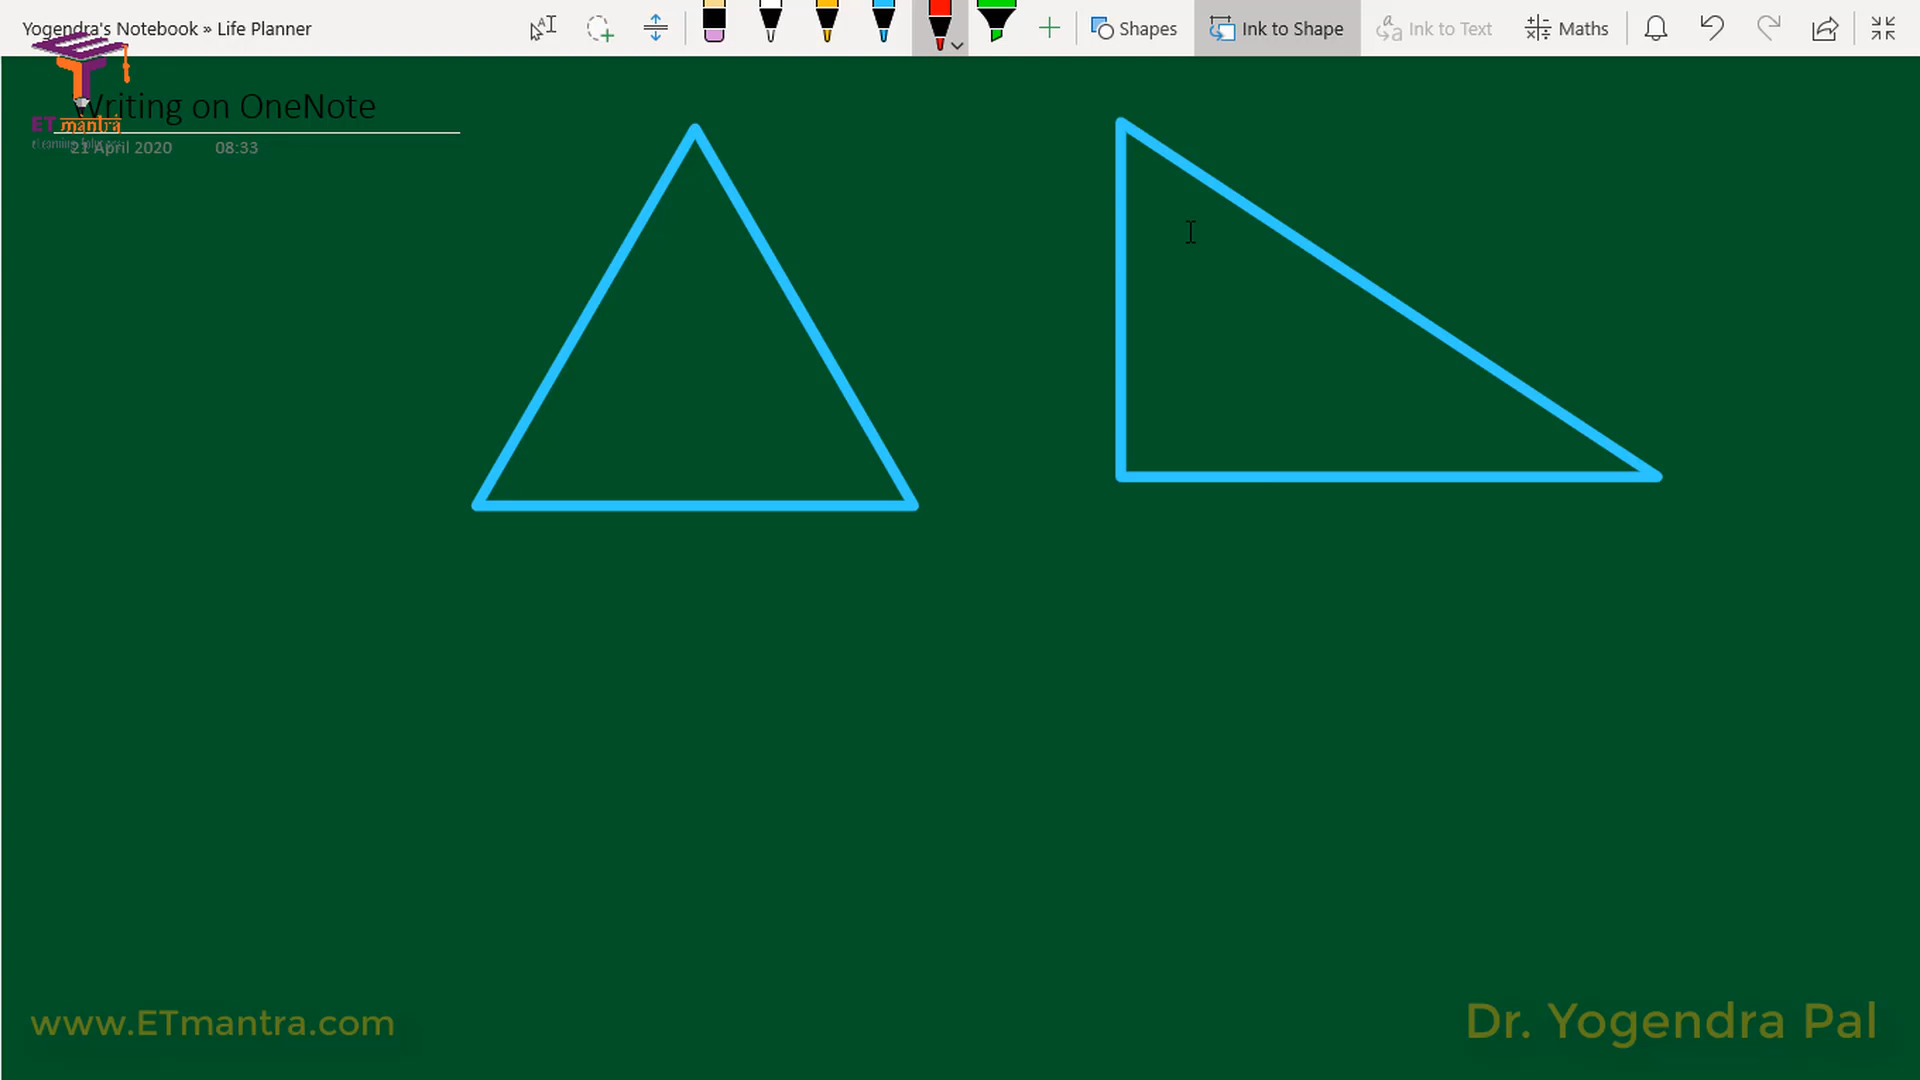 Yogendra's Notebook » Life Planner
Shapes
Ink to Shape
Ink to Text
Maths
Writing on OneNote
ET mantra
21 April 2020 08:33
www.ETmantra.com
Dr. Yogendra Pal